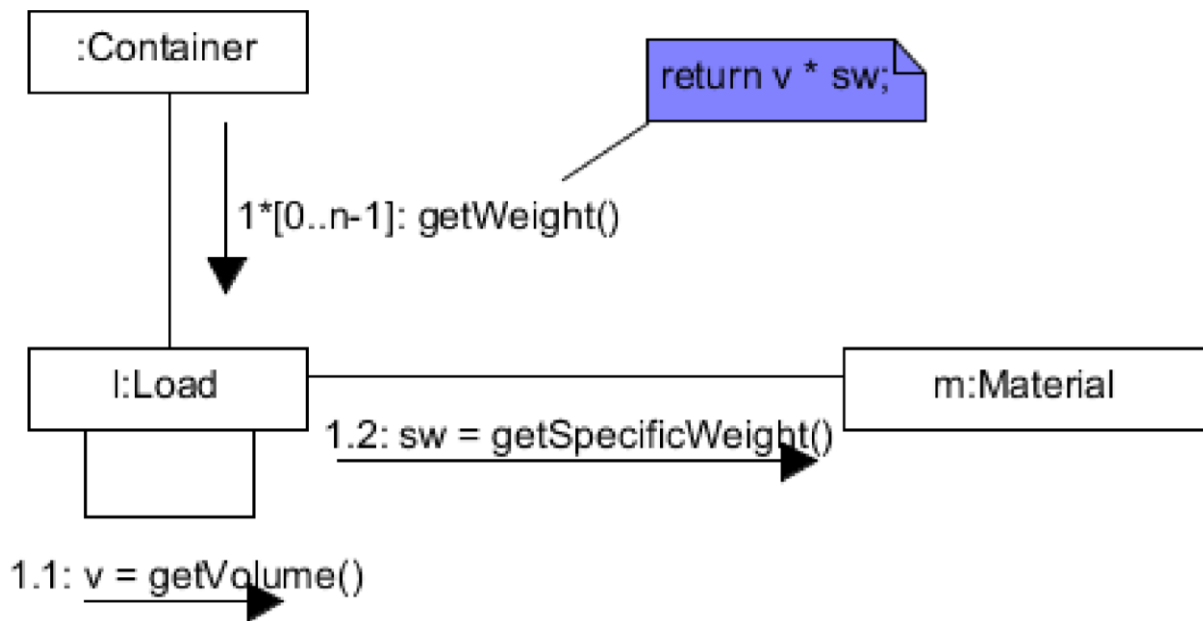 :Container
return v * sw;
1*[0..n-1]: getWeight()
l:Load
m:Material
1.2: sw = getSpecificWeight()
1.1: v = getVolume()